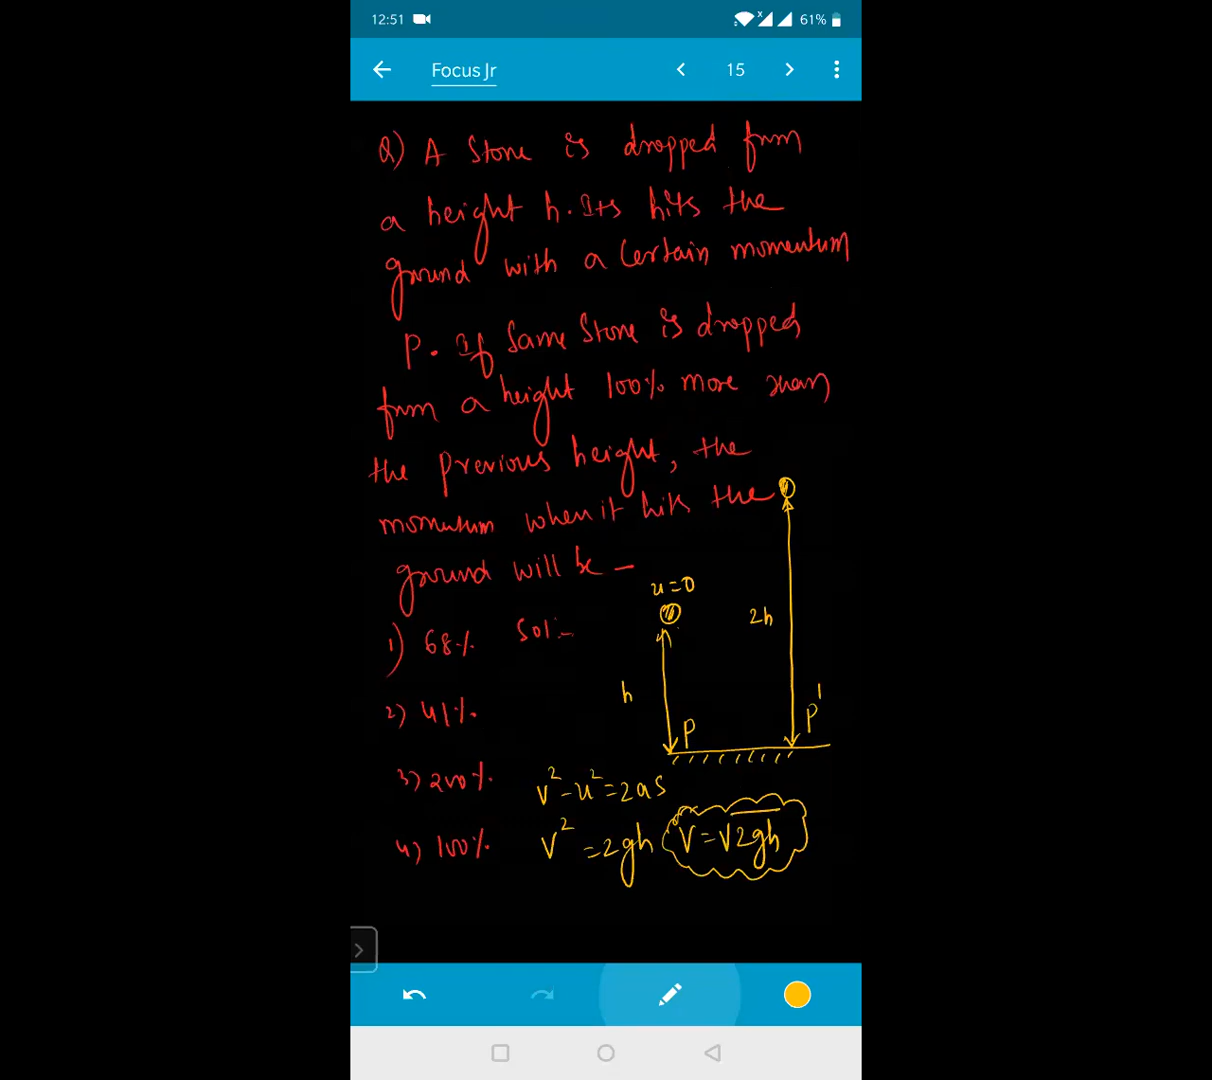 12:51
61%
Focus Jr
15
Q) A Stone is dropped from
a height h. Its hits the
ground with a Certain momentum
P. If Same Stone is dropped
from a height 100% more than
the previous height, the
momentum when it hits the
ground will be –
1) 68% Sol:-
2) 41%
3) 200%
4) 100%
u=0
h
P
2h
P'
v²-u²=2as
v²=2gh
V=√2gh